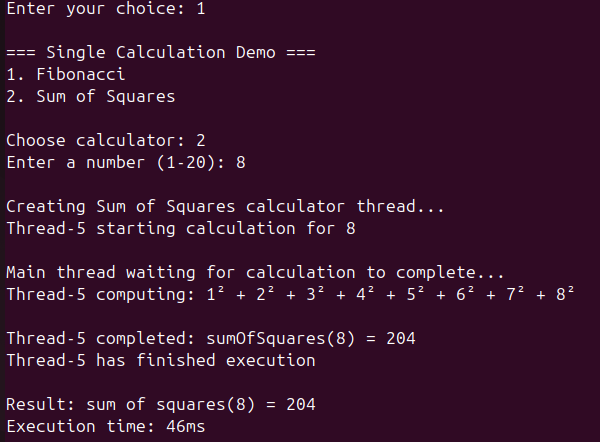 Enter your choice: 1
=== Single Calculation Demo ===
1. Fibonacci
2. Sum of Squares
Choose calculator: 2
Enter a number (1-20): 8
Creating Sum of Squares calculator thread...
Thread-5 starting calculation for 8
Main thread waiting for calculation to complete...
Thread-5 computing: 1² + 2² + 3² + 4² + 5² + 6² + 7² + 8²
Thread-5 completed: sumOfSquares(8) = 204
Thread-5 has finished execution
Result: sum of squares(8) = 204
Execution time: 46ms